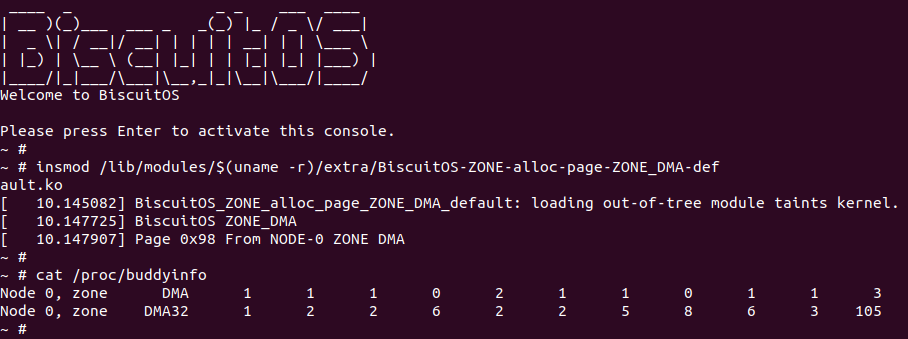 ____  _                _ _    ___  ____
| __ )(_)___  ___ _   _(_) |_ / _ \/ ___|
|  _ \| / __|/ __| | | | | __| | | \___ \
| |_) | \__ \ (__| |_| | | |_| |_| |___) |
|____/|_|___/\___|\__,_|_|\__|\___/|____/
Welcome to BiscuitOS
Please press Enter to activate this console.
~ #
~ # insmod /lib/modules/$(uname -r)/extra/BiscuitOS-ZONE-alloc-page-ZONE_DMA-def
ault.ko
[   10.145082] BiscuitOS_ZONE_alloc_page_ZONE_DMA_default: loading out-of-tree module taints kernel.
[   10.147725] BiscuitOS ZONE_DMA
[   10.147907] Page 0x98 From NODE-0 ZONE DMA
~ #
~ # cat /proc/buddyinfo
Node 0, zone      DMA      1      1      1      0      2      1      1      0      1      1      3
Node 0, zone    DMA32      1      2      2      6      2      2      5      8      6      3    105
~ #